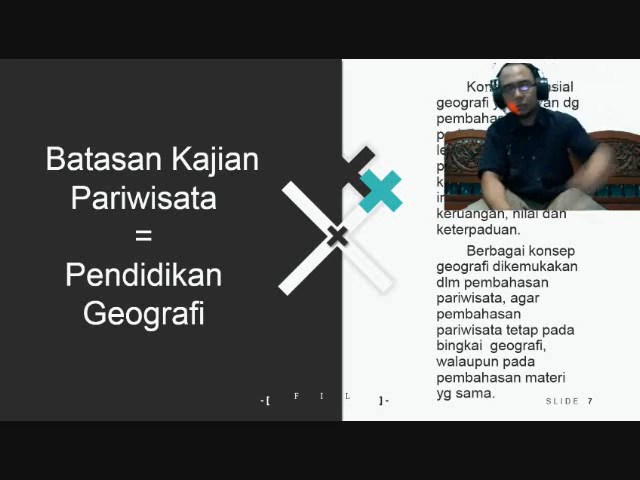 Batasan Kajian
Pariwisata
=
Pendidikan
Geografi
geografi
dg
pembahas
keruangan, nilai dan
keterpaduan.
Berbagai konsep
geografi dikemukakan
dlm pembahasan
pariwisata, agar
pembahasan
pariwisata tetap pada
bingkai geografi,
walaupun pada
pembahasan materi
yg sama.
-[ F I L ]-
SLIDE 7